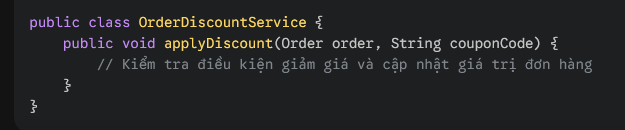 public class OrderDiscountService {
    public void applyDiscount(Order order, String couponCode) {
        // Kiểm tra điều kiện giảm giá và cập nhật giá trị đơn hàng
    }
}